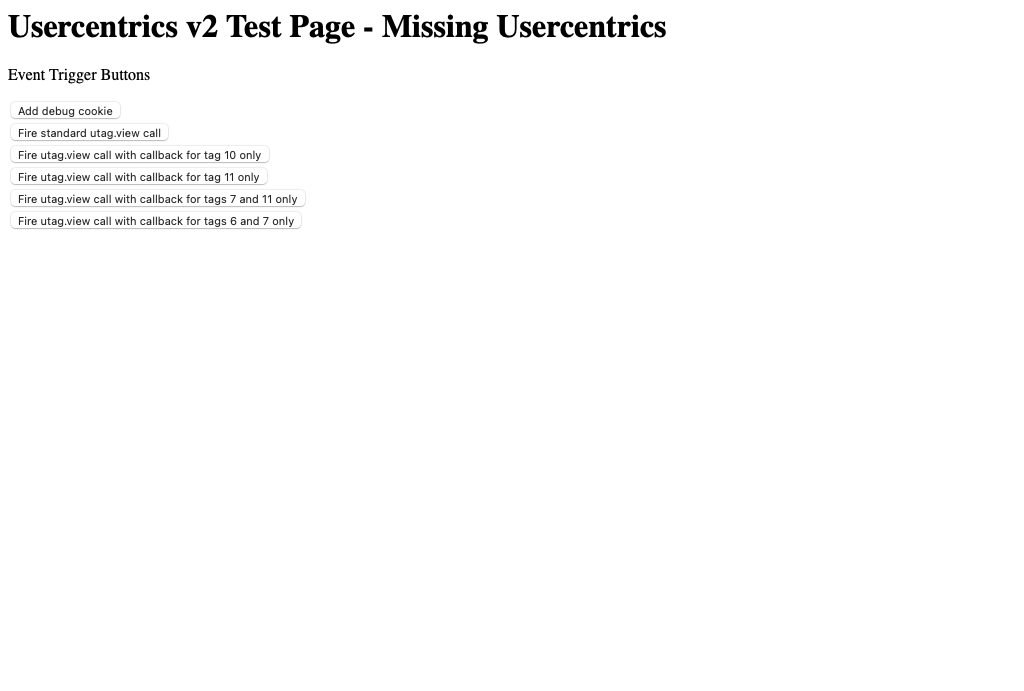 Usercentrics v2 Test Page - Missing Usercentrics
Event Trigger Buttons
Add debug cookie
Fire standard utag.view call
Fire utag.view call with callback for tag 10 only
Fire utag.view call with callback for tag 11 only
Fire utag.view call with callback for tags 7 and 11 only
Fire utag.view call with callback for tags 6 and 7 only